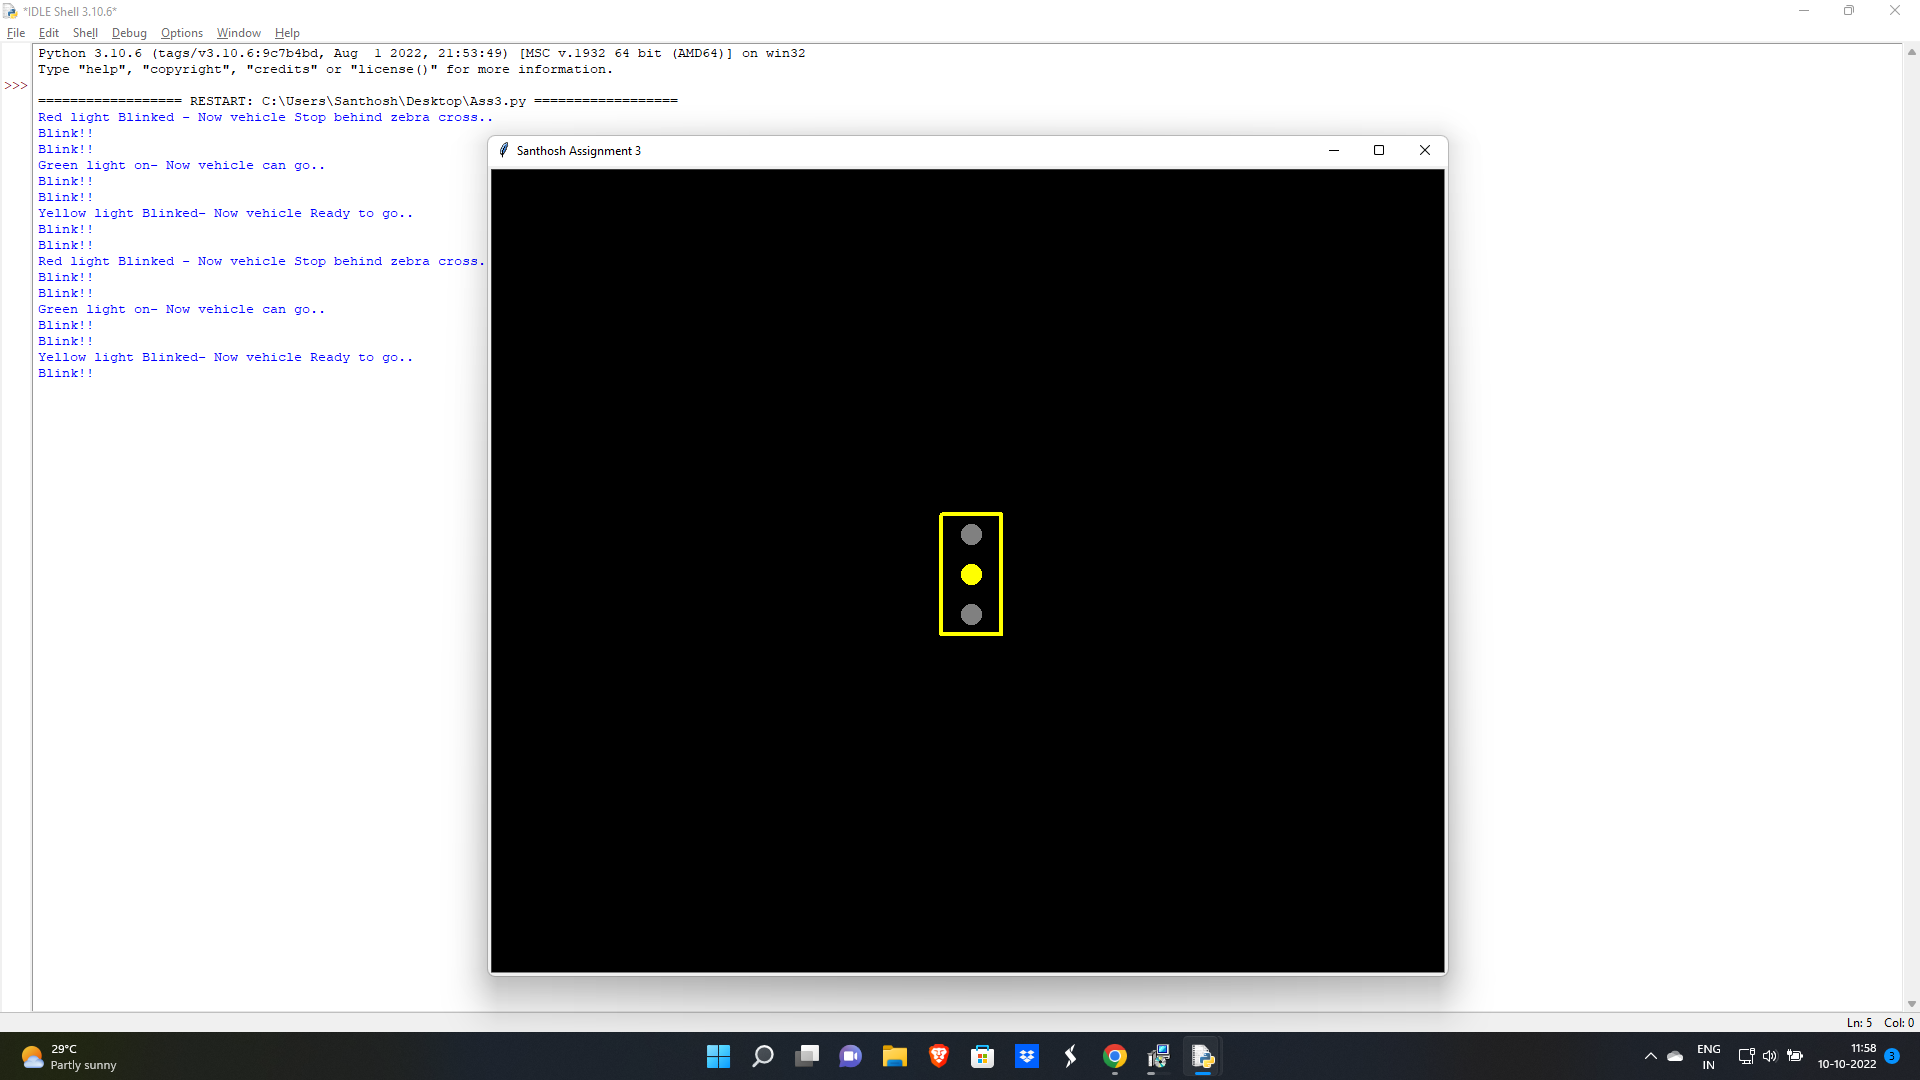 *IDLE Shell 3.10.6*
File Edit Shell Debug Options Window Help
Python 3.10.6 (tags/v3.10.6:9c7b4bd, Aug  1 2022, 21:53:49) [MSC v.1932 64 bit (AMD64)] on win32
Type "help", "copyright", "credits" or "license()" for more information.
>>>
================== RESTART: C:\Users\Santhosh\Desktop\Ass3.py ==================
Red light Blinked - Now vehicle Stop behind zebra cross..
Blink!!
Blink!!
Green light on- Now vehicle can go..
Blink!!
Blink!!
Yellow light Blinked- Now vehicle Ready to go..
Blink!!
Blink!!
Red light Blinked - Now vehicle Stop behind zebra cross.
Blink!!
Blink!!
Green light on- Now vehicle can go..
Blink!!
Blink!!
Yellow light Blinked- Now vehicle Ready to go..
Blink!!
Santhosh Assignment 3
Ln: 5 Col: 0
29°C
Partly sunny
ENG
IN
11:58
10-10-2022
3